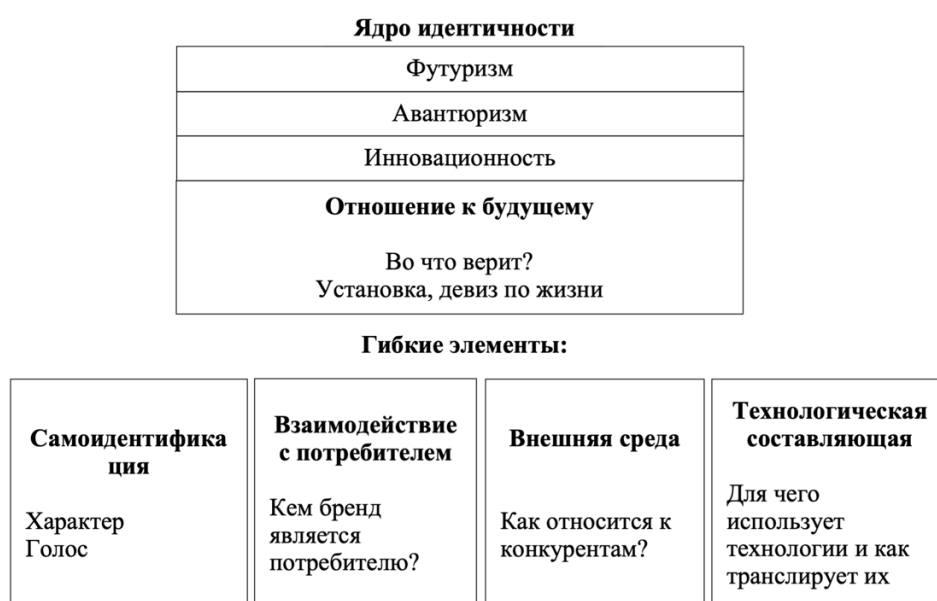 Ядро идентичности
Футуризм
Авантюризм
Инновационность
Отношение к будущему
Во что верит?
Установка, девиз по жизни
Гибкие элементы:
Самоидентифика
ция
Характер
Голос
Взаимодействие
с потребителем
Кем бренд
является
потребителю?
Внешняя среда
Как относится к
конкурентам?
Технологическая
составляющая
Для чего
использует
технологии и как
транслирует их